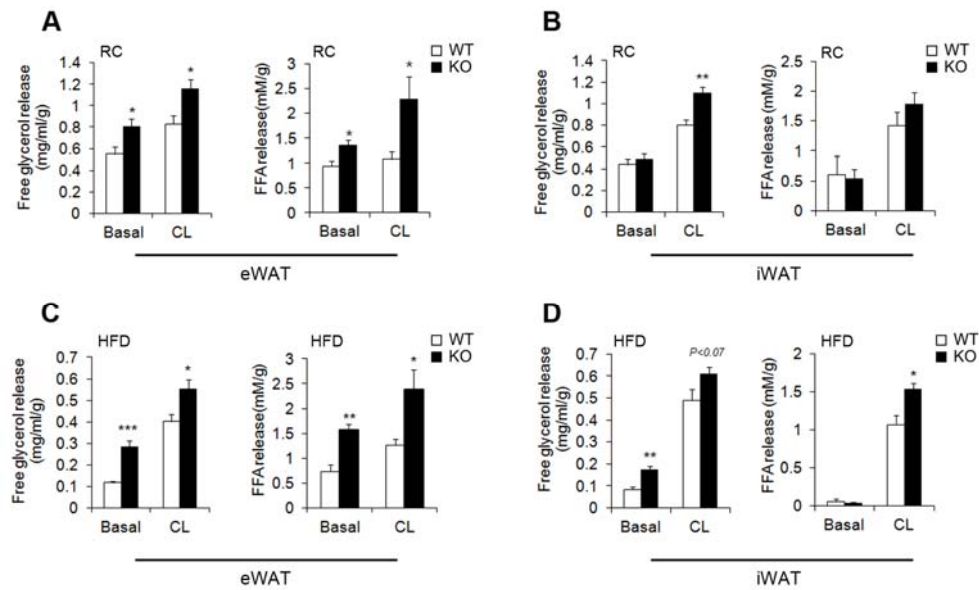 A
RC
Free glycerol release
(mg/ml/g)
1.4
1.2
1
0.8
0.6
0.4
0.2
0
*
*
Basal CL
RC
FFA release(mM/g)
3
2.5
2
1.5
1
0.5
0
*
*
Basal CL
WT
KO
eWAT
B
RC
Free glycerol release
(mg/ml/g)
1.4
1.2
1
0.8
0.6
0.4
0.2
0
**
Basal CL
RC
FFA release (mM/g)
2.5
2
1.5
1
0.5
0
Basal CL
WT
KO
iWAT
C
HFD
Free glycerol release
(mg/ml/g)
0.7
0.6
0.5
0.4
0.3
0.2
0.1
0
***
*
Basal CL
HFD
FFA release(mM/g)
3
2.5
2
1.5
1
0.5
0
**
*
Basal CL
WT
KO
eWAT
D
HFD
Free glycerol release
(mg/ml/g)
0.7
0.6
0.5
0.4
0.3
0.2
0.1
0
**
P<0.07
Basal CL
HFD
FFA release (mM/g)
2
1.5
1
0.5
0
*
Basal CL
WT
KO
iWAT